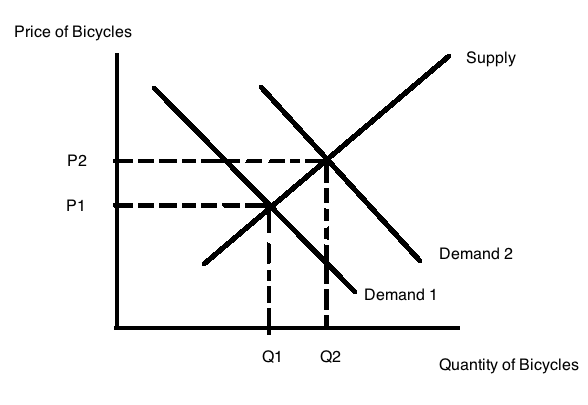 Price of Bicycles
Supply
P2
P1
Demand 2
Demand 1
Q1
Q2
Quantity of Bicycles